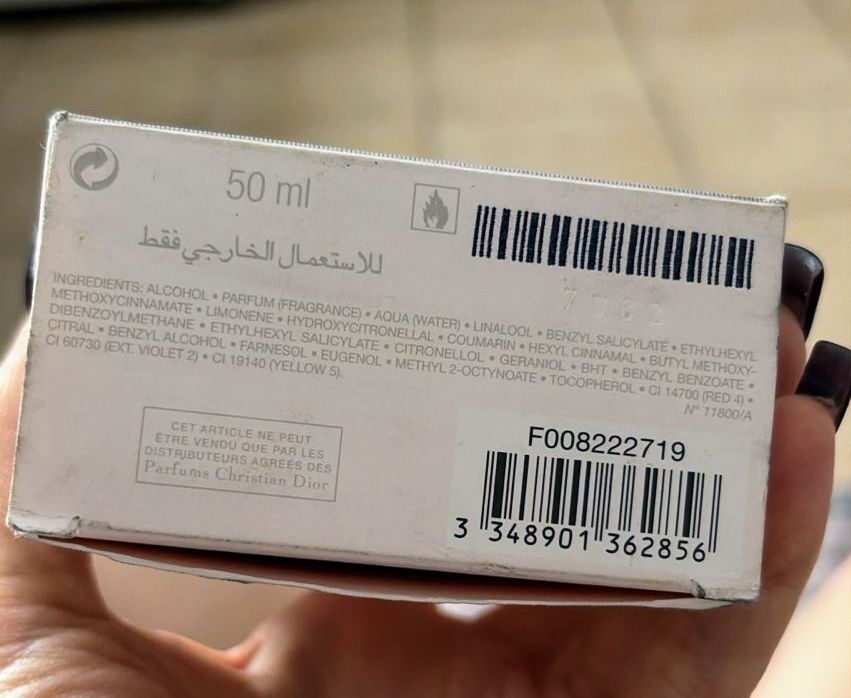 50 ml
للاستعمال الخارجي فقط
INGREDIENTS: ALCOHOL • PARFUM (FRAGRANCE) • AQUA (WATER) • LINALOOL • BENZYL SALICYLATE • ETHYLHEXYL
METHOXYCINNAMATE • LIMONENE • HYDROXYCITRONELLAL • COUMARIN • HEXYL CINNAMAL • BUTYL METHOXY-
DIBENZOYLMETHANE • ETHYLHEXYL SALICYLATE • CITRONELLOL • GERANIOL • BHT • BENZYL BENZOATE •
CITRAL • BENZYL ALCOHOL • FARNESOL • EUGENOL • METHYL 2-OCTYNOATE • TOCOPHEROL • CI 14700 (RED 4) •
CI 60730 (EXT. VIOLET 2) • CI 19140 (YELLOW 5).
N° 11800/A
CET ARTICLE NE PEUT
ÊTRE VENDU QUE PAR LES
DISTRIBUTEURS AGRÉÉS DES
Parfums Christian Dior
F008222719
3 348901 362856